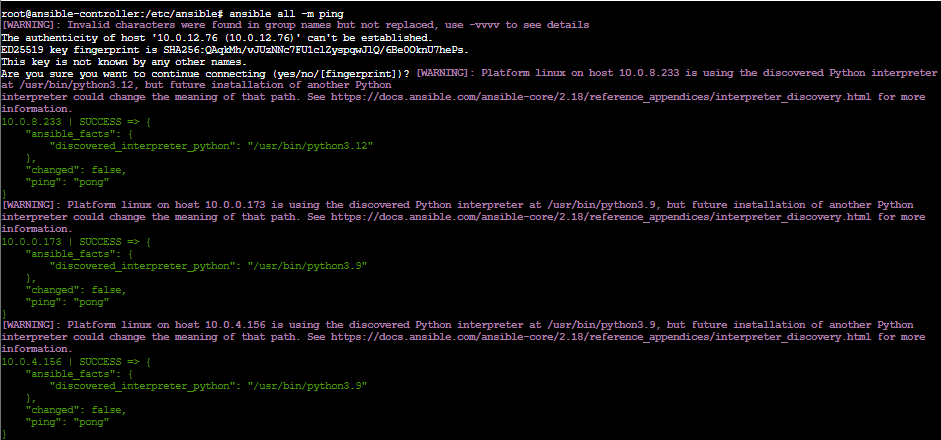 root@ansible-controller:/etc/ansible# ansible all -m ping
[WARNING]: Invalid characters were found in group names but not replaced, use -vvvv to see details
The authenticity of host '10.0.12.76 (10.0.12.76)' can't be established.
ED25519 key fingerprint is SHA256:QAqkMh/vJUzNNc7FU1clZyspqwJlQ/6Be0OknU7hePs.
This key is not known by any other names.
Are you sure you want to continue connecting (yes/no/[fingerprint])? [WARNING]: Platform linux on host 10.0.8.233 is using the discovered Python interpreter
at /usr/bin/python3.12, but future installation of another Python
interpreter could change the meaning of that path. See https://docs.ansible.com/ansible-core/2.18/reference_appendices/interpreter_discovery.html for more
information.
10.0.8.233 | SUCCESS => {
    "ansible_facts": {
        "discovered_interpreter_python": "/usr/bin/python3.12"
    },
    "changed": false,
    "ping": "pong"
}
[WARNING]: Platform linux on host 10.0.0.173 is using the discovered Python interpreter at /usr/bin/python3.9, but future installation of another Python
interpreter could change the meaning of that path. See https://docs.ansible.com/ansible-core/2.18/reference_appendices/interpreter_discovery.html for more
information.
10.0.0.173 | SUCCESS => {
    "ansible_facts": {
        "discovered_interpreter_python": "/usr/bin/python3.9"
    },
    "changed": false,
    "ping": "pong"
}
[WARNING]: Platform linux on host 10.0.4.156 is using the discovered Python interpreter at /usr/bin/python3.9, but future installation of another Python
interpreter could change the meaning of that path. See https://docs.ansible.com/ansible-core/2.18/reference_appendices/interpreter_discovery.html for more
information.
10.0.4.156 | SUCCESS => {
    "ansible_facts": {
        "discovered_interpreter_python": "/usr/bin/python3.9"
    },
    "changed": false,
    "ping": "pong"
}